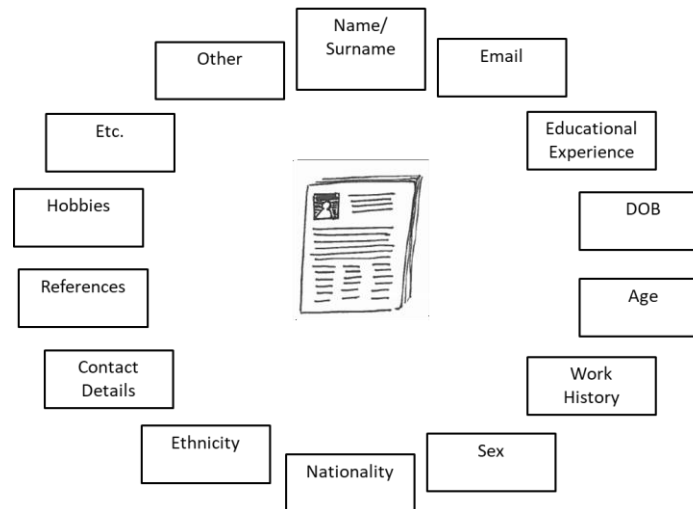 Name/
Surname
Other
Email
Etc.
Educational
Experience
Hobbies
DOB
References
Age
Contact
Details
Work
History
Ethnicity
Sex
Nationality